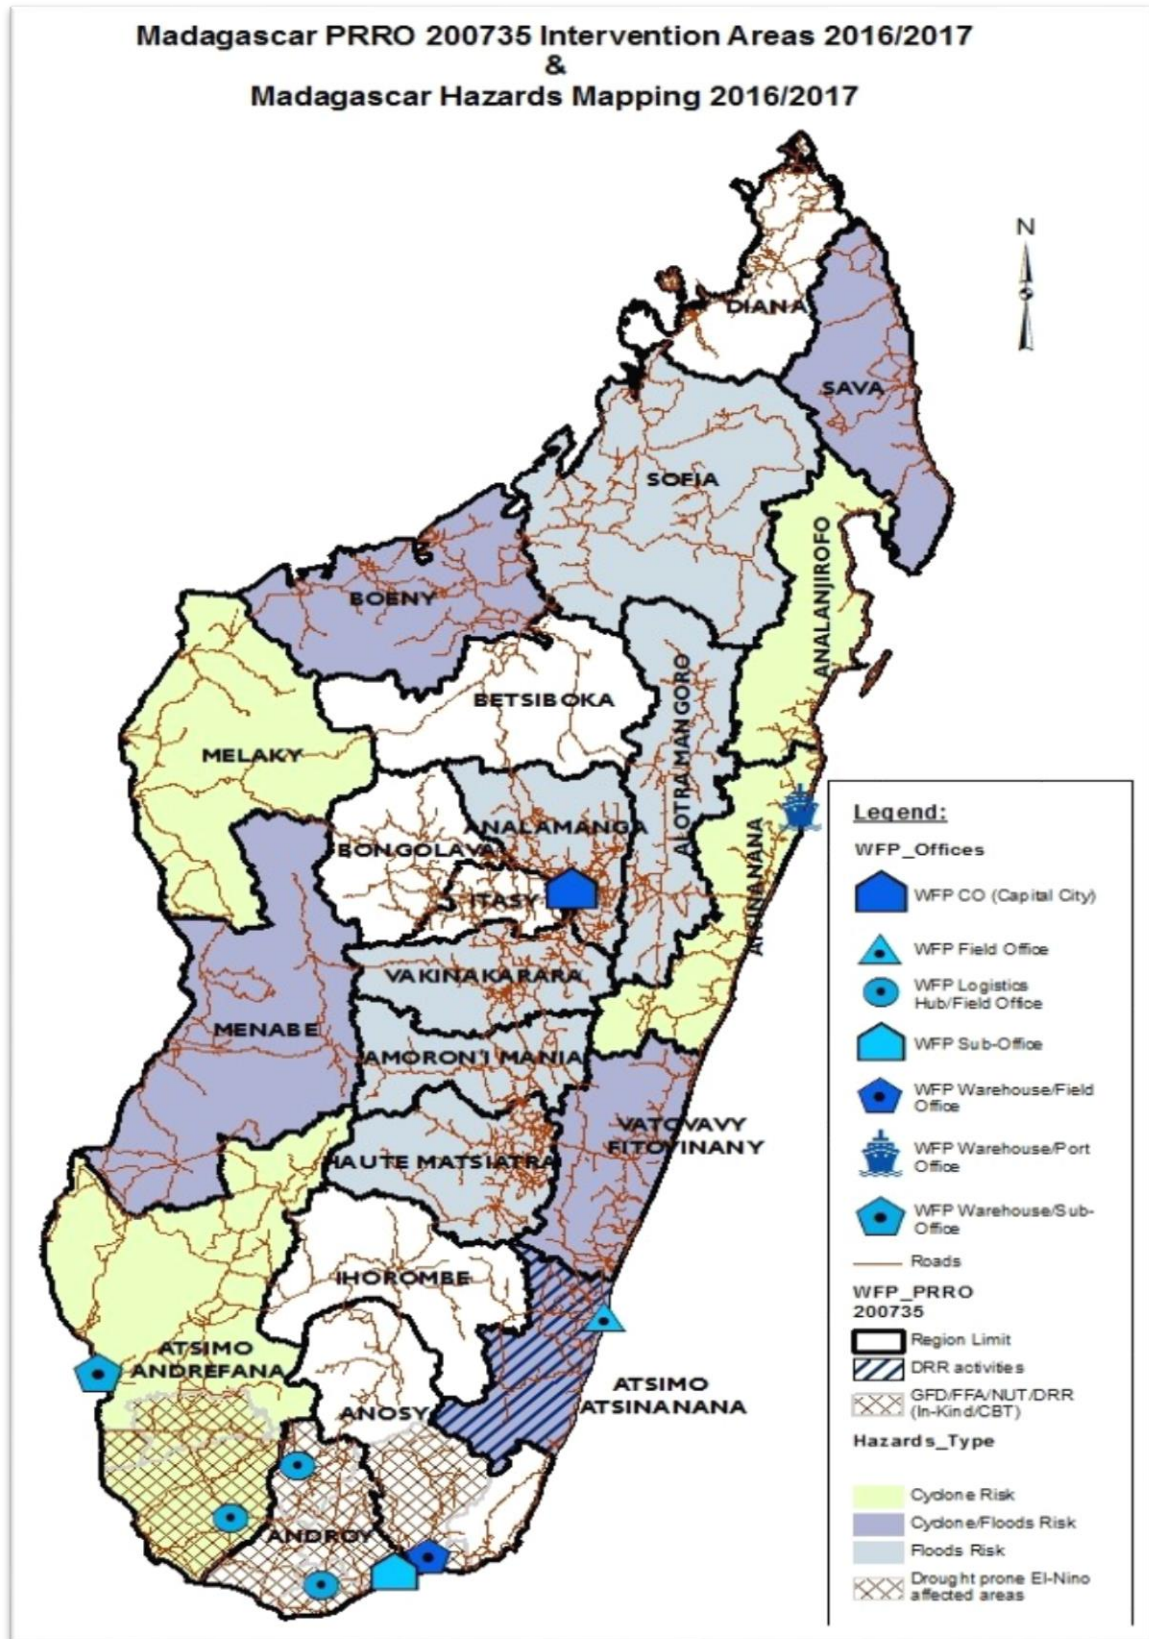 Madagascar PRRO 200735 Intervention Areas 2016/2017
&
Madagascar Hazards Mapping 2016/2017
N
DIANA
SAVA
SOFIA
ANALANJIROFO
BOENY
BETSIBOKA
ALOTRAMANGORO
MELAKY
ANALAMANGA
BONGOLAVA
ITASY
ATSINANANA
VAKINAKARARA
MENABE
AMORON'I MANIA
VATOVAVY
FITOVINANY
HAUTE MATSIATRA
IHOROMBE
ATSIMO
ANDREFANA
ATSIMO
ATSINANANA
ANOSY
ANDROY
Legend:
WFP_Offices
WFP CO (Capital City)
WFP Field Office
WFP Logistics
Hub/Field Office
WFP Sub-Office
WFP Warehouse/Field
Office
WFP Warehouse/Port
Office
WFP Warehouse/Sub-
Office
Roads
WFP_PRRO
200735
Region Limit
DRR activities
GFD/FFA/NUT/DRR
(In-Kind/CBT)
Hazards_Type
Cyclone Risk
Cyclone/Floods Risk
Floods Risk
Drought prone El-Nino
affected areas